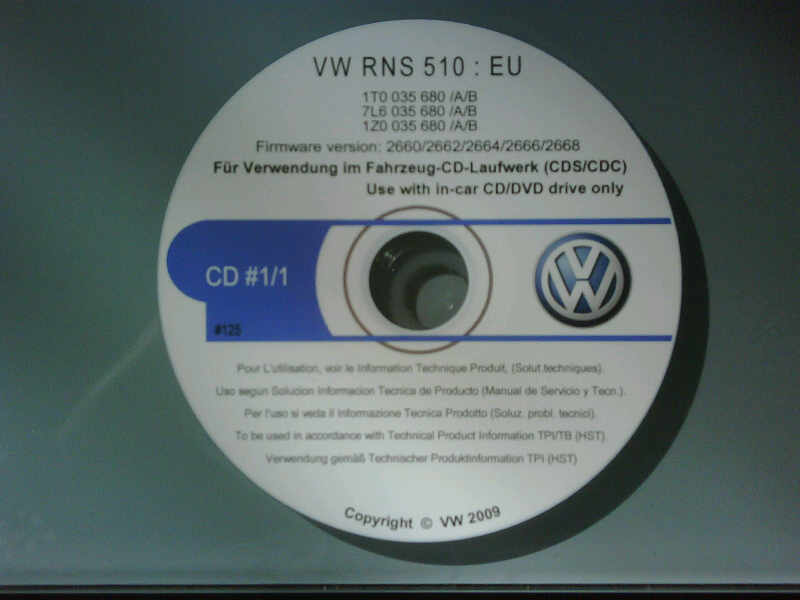 VW RNS 510 : EU
1T0 035 680 /A/B
7L6 035 680 /A/B
1Z0 035 680 /A/B
Firmware version: 2660/2662/2664/2666/2668
Für Verwendung im Fahrzeug-CD-Laufwerk (CDS/CDC)
Use with in-car CD/DVD drive only
CD #1/1
#125
Pour L'utilisation, voir le Information Technique Produit, (Solut.techniques).
Uso segun Solucion Informacion Tecnica de Producto (Manual de Servicio y Tecn.).
Per l'uso si veda il Informazione Tecnica Prodotto (Soluz. probl. tecnici).
To be used in accordance with Technical Product Information TPI/TB (HST)
Verwendung gemäß Technischer Produktinformation TPI (HST)
Copyright © VW 2009